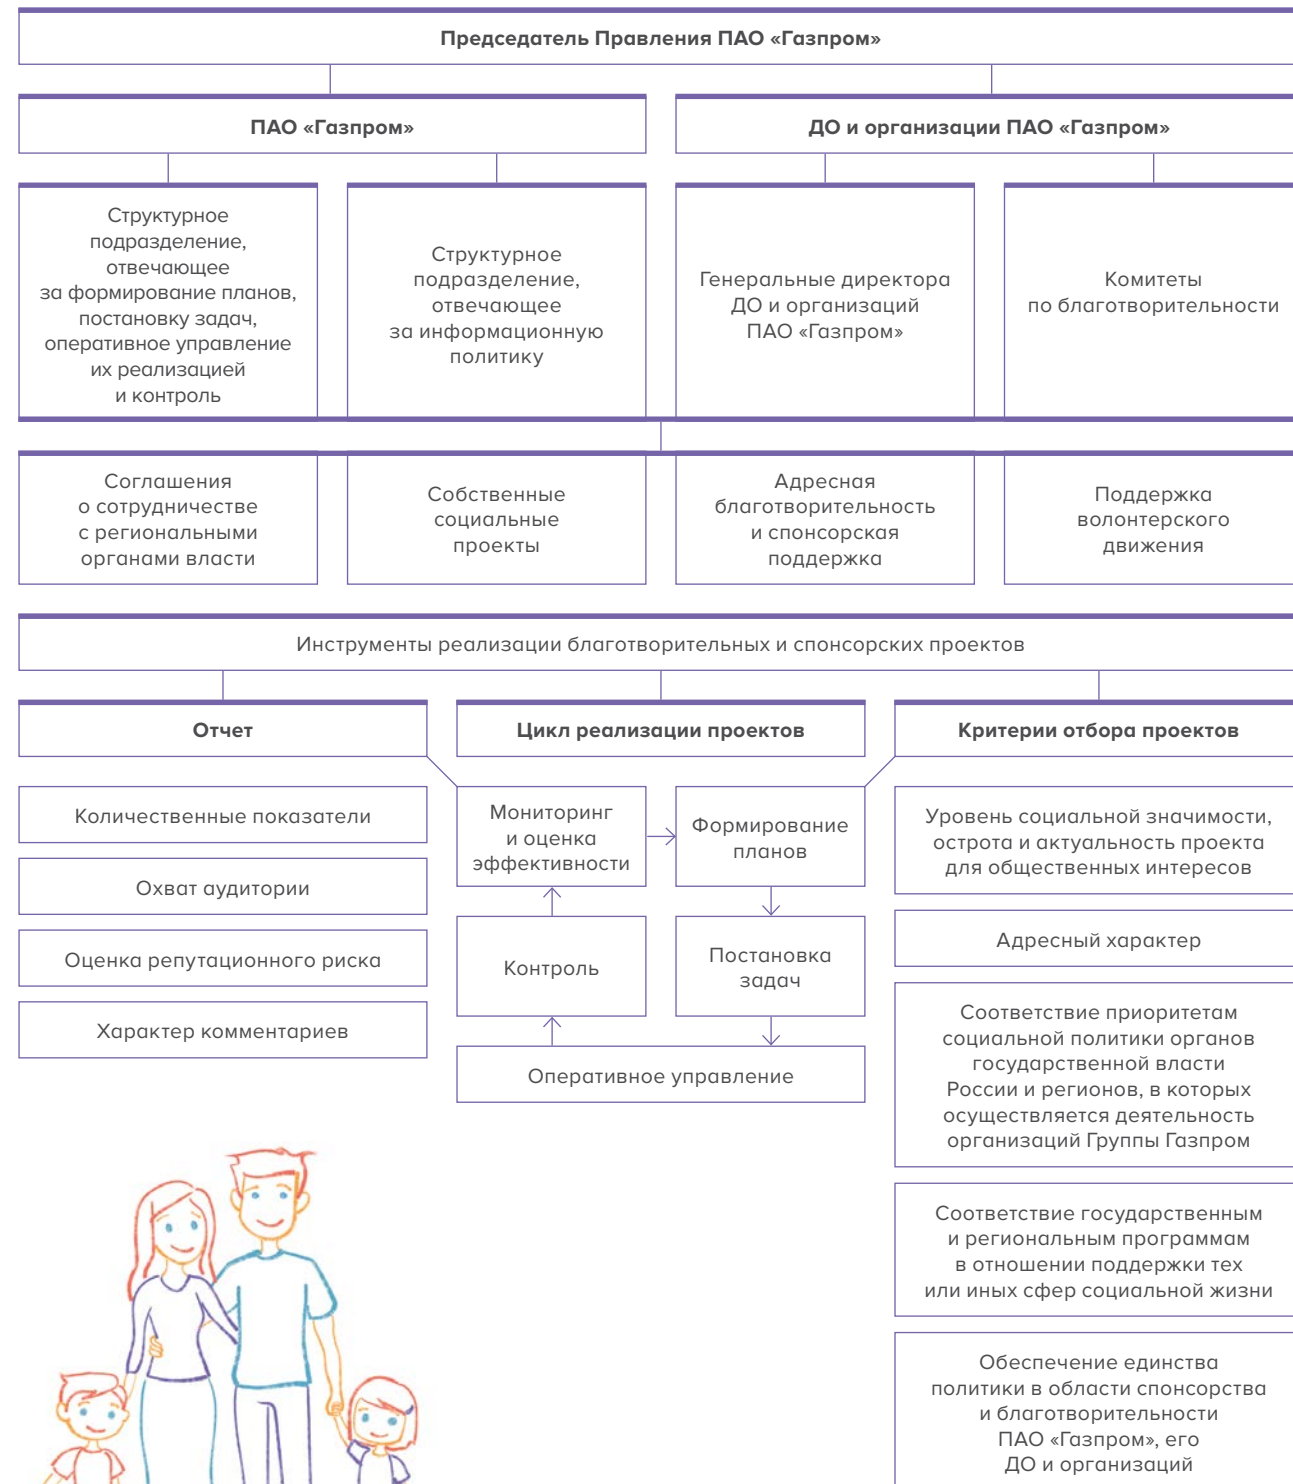 Председатель Правления ПАО «Газпром»
ПАО «Газпром»
ДО и организации ПАО «Газпром»
Структурное
подразделение,
отвечающее
за формирование планов,
постановку задач,
оперативное управление
их реализацией
и контроль
Структурное
подразделение,
отвечающее
за информационную
политику
Генеральные директора
ДО и организаций
ПАО «Газпром»
Комитеты
по благотворительности
Соглашения
о сотрудничестве
с региональными
органами власти
Собственные
социальные
проекты
Адресная
благотворительность
и спонсорская
поддержка
Поддержка
волонтерского
движения
Инструменты реализации благотворительных и спонсорских проектов
Отчет
Количественные показатели
Охват аудитории
Оценка репутационного риска
Характер комментариев
Цикл реализации проектов
Мониторинг
и оценка
эффективности
Формирование
планов
Контроль
Постановка
задач
Оперативное управление
Критерии отбора проектов
Уровень социальной значимости,
острота и актуальность проекта
для общественных интересов
Адресный характер
Соответствие приоритетам
социальной политики органов
государственной власти
России и регионов, в которых
осуществляется деятельность
организаций Группы Газпром
Соответствие государственным
и региональным программам
в отношении поддержки тех
или иных сфер социальной жизни
Обеспечение единства
политики в области спонсорства
и благотворительности
ПАО «Газпром», его
ДО и организаций